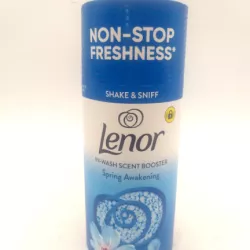 NON-STOP
FRESHNESS*
SHAKE & SNIFF
Lenor
IN-WASH SCENT BOOSTER
Spring Awakening